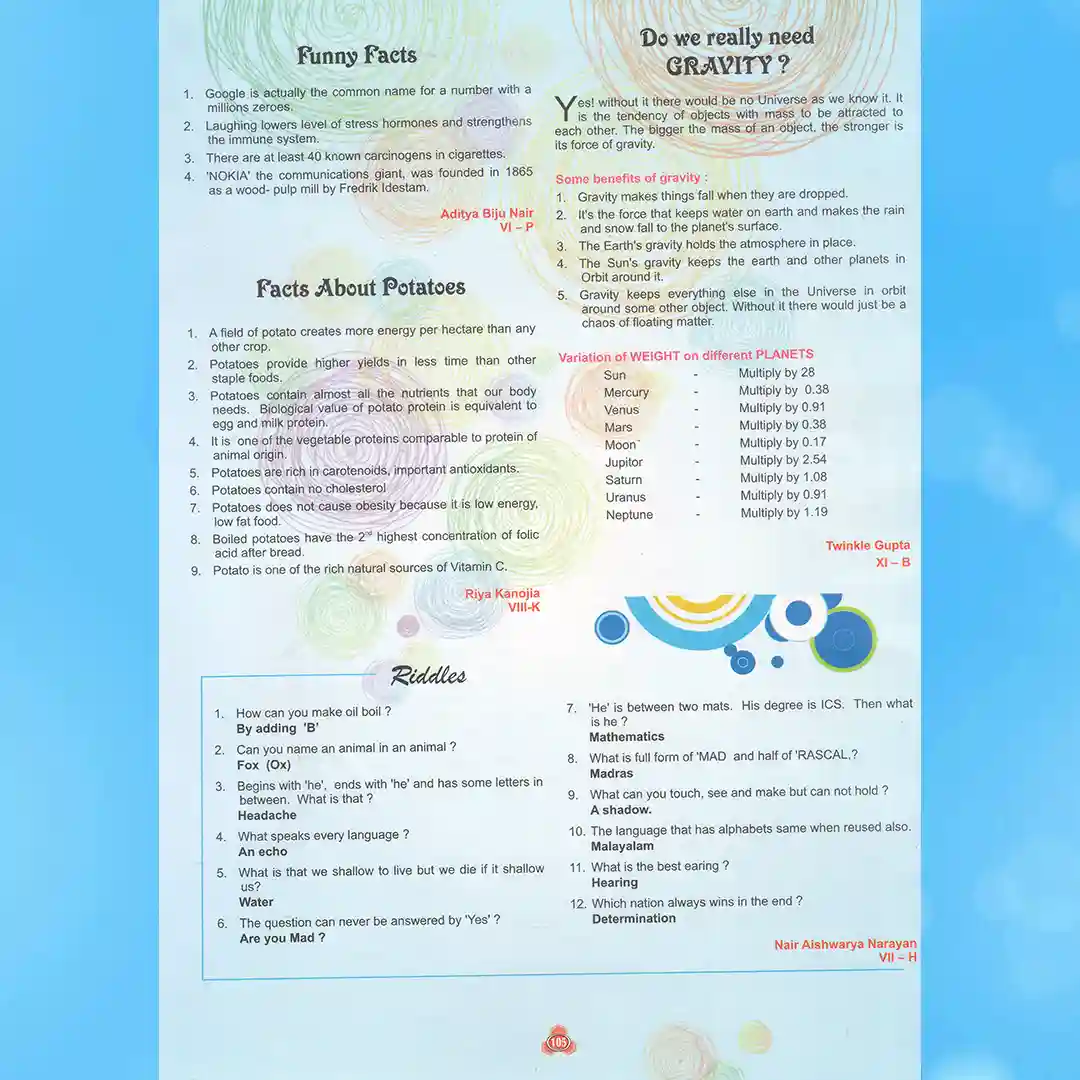 Funny Facts
1. Google is actually the common name for a number with a
millions zeroes.
2. Laughing lowers level of stress hormones and strengthens
the immune system.
3. There are at least 40 known carcinogens in cigarettes.
4. 'NOKIA' the communications giant, was founded in 1865
as a wood- pulp mill by Fredrik Idestam.
Aditya Biju Nair
VI – P
Facts About Potatoes
1. A field of potato creates more energy per hectare than any
other crop.
2. Potatoes provide higher yields in less time than other
staple foods.
3. Potatoes contain almost all the nutrients that our body
needs. Biological value of potato protein is equivalent to
egg and milk protein.
4. It is one of the vegetable proteins comparable to protein of
animal origin.
5. Potatoes are rich in carotenoids, important antioxidants.
6. Potatoes contain no cholesterol
7. Potatoes does not cause obesity because it is low energy,
low fat food.
8. Boiled potatoes have the 2nd highest concentration of folic
acid after bread.
9. Potato is one of the rich natural sources of Vitamin C.
Riya Kanojia
VIII-K
Do we really need
GRAVITY ?
Yes! without it there would be no Universe as we know it. It
is the tendency of objects with mass to be attracted to
each other. The bigger the mass of an object, the stronger is
its force of gravity.
Some benefits of gravity :
1. Gravity makes things fall when they are dropped.
2. It's the force that keeps water on earth and makes the rain
and snow fall to the planet's surface.
3. The Earth's gravity holds the atmosphere in place.
4. The Sun's gravity keeps the earth and other planets in
Orbit around it.
5. Gravity keeps everything else in the Universe in orbit
around some other object. Without it there would just be a
chaos of floating matter.
Variation of WEIGHT on different PLANETS
Sun - Multiply by 28
Mercury - Multiply by 0.38
Venus - Multiply by 0.91
Mars - Multiply by 0.38
Moon - Multiply by 0.17
Jupitor - Multiply by 2.54
Saturn - Multiply by 1.08
Uranus - Multiply by 0.91
Neptune - Multiply by 1.19
Twinkle Gupta
XI – B
Riddles
1. How can you make oil boil ?
By adding 'B'
2. Can you name an animal in an animal ?
Fox (Ox)
3. Begins with 'he', ends with 'he' and has some letters in
between. What is that ?
Headache
4. What speaks every language ?
An echo
5. What is that we shallow to live but we die if it shallow
us?
Water
6. The question can never be answered by 'Yes' ?
Are you Mad ?
7. 'He' is between two mats. His degree is ICS. Then what
is he ?
Mathematics
8. What is full form of 'MAD and half of 'RASCAL,?
Madras
9. What can you touch, see and make but can not hold ?
A shadow.
10. The language that has alphabets same when reused also.
Malayalam
11. What is the best earing ?
Hearing
12. Which nation always wins in the end ?
Determination
Nair Aishwarya Narayan
VII – H
105